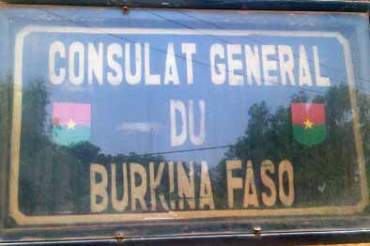 CONSULAT GENERAL
DU
BURKINA FASO